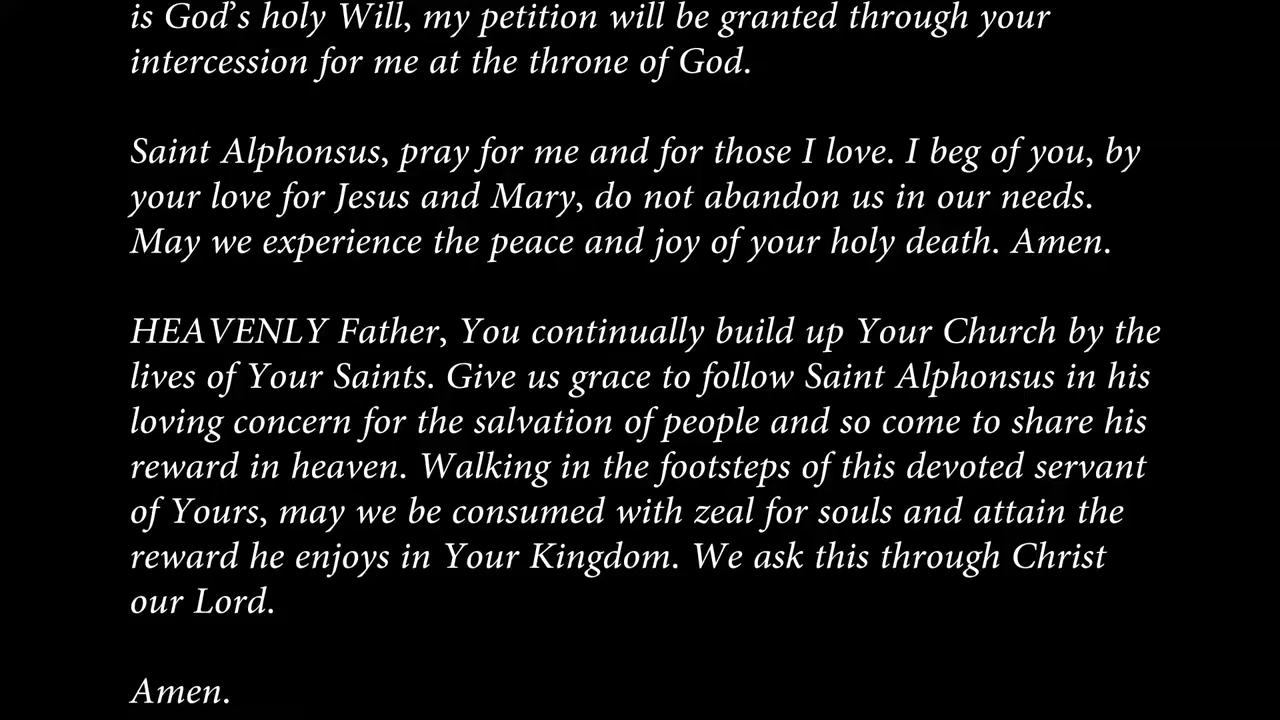 is God’s holy Will, my petition will be granted through your
intercession for me at the throne of God.
Saint Alphonsus, pray for me and for those I love. I beg of you, by
your love for Jesus and Mary, do not abandon us in our needs.
May we experience the peace and joy of your holy death. Amen.
HEAVENLY Father, You continually build up Your Church by the
lives of Your Saints. Give us grace to follow Saint Alphonsus in his
loving concern for the salvation of people and so come to share his
reward in heaven. Walking in the footsteps of this devoted servant
of Yours, may we be consumed with zeal for souls and attain the
reward he enjoys in Your Kingdom. We ask this through Christ
our Lord.
Amen.